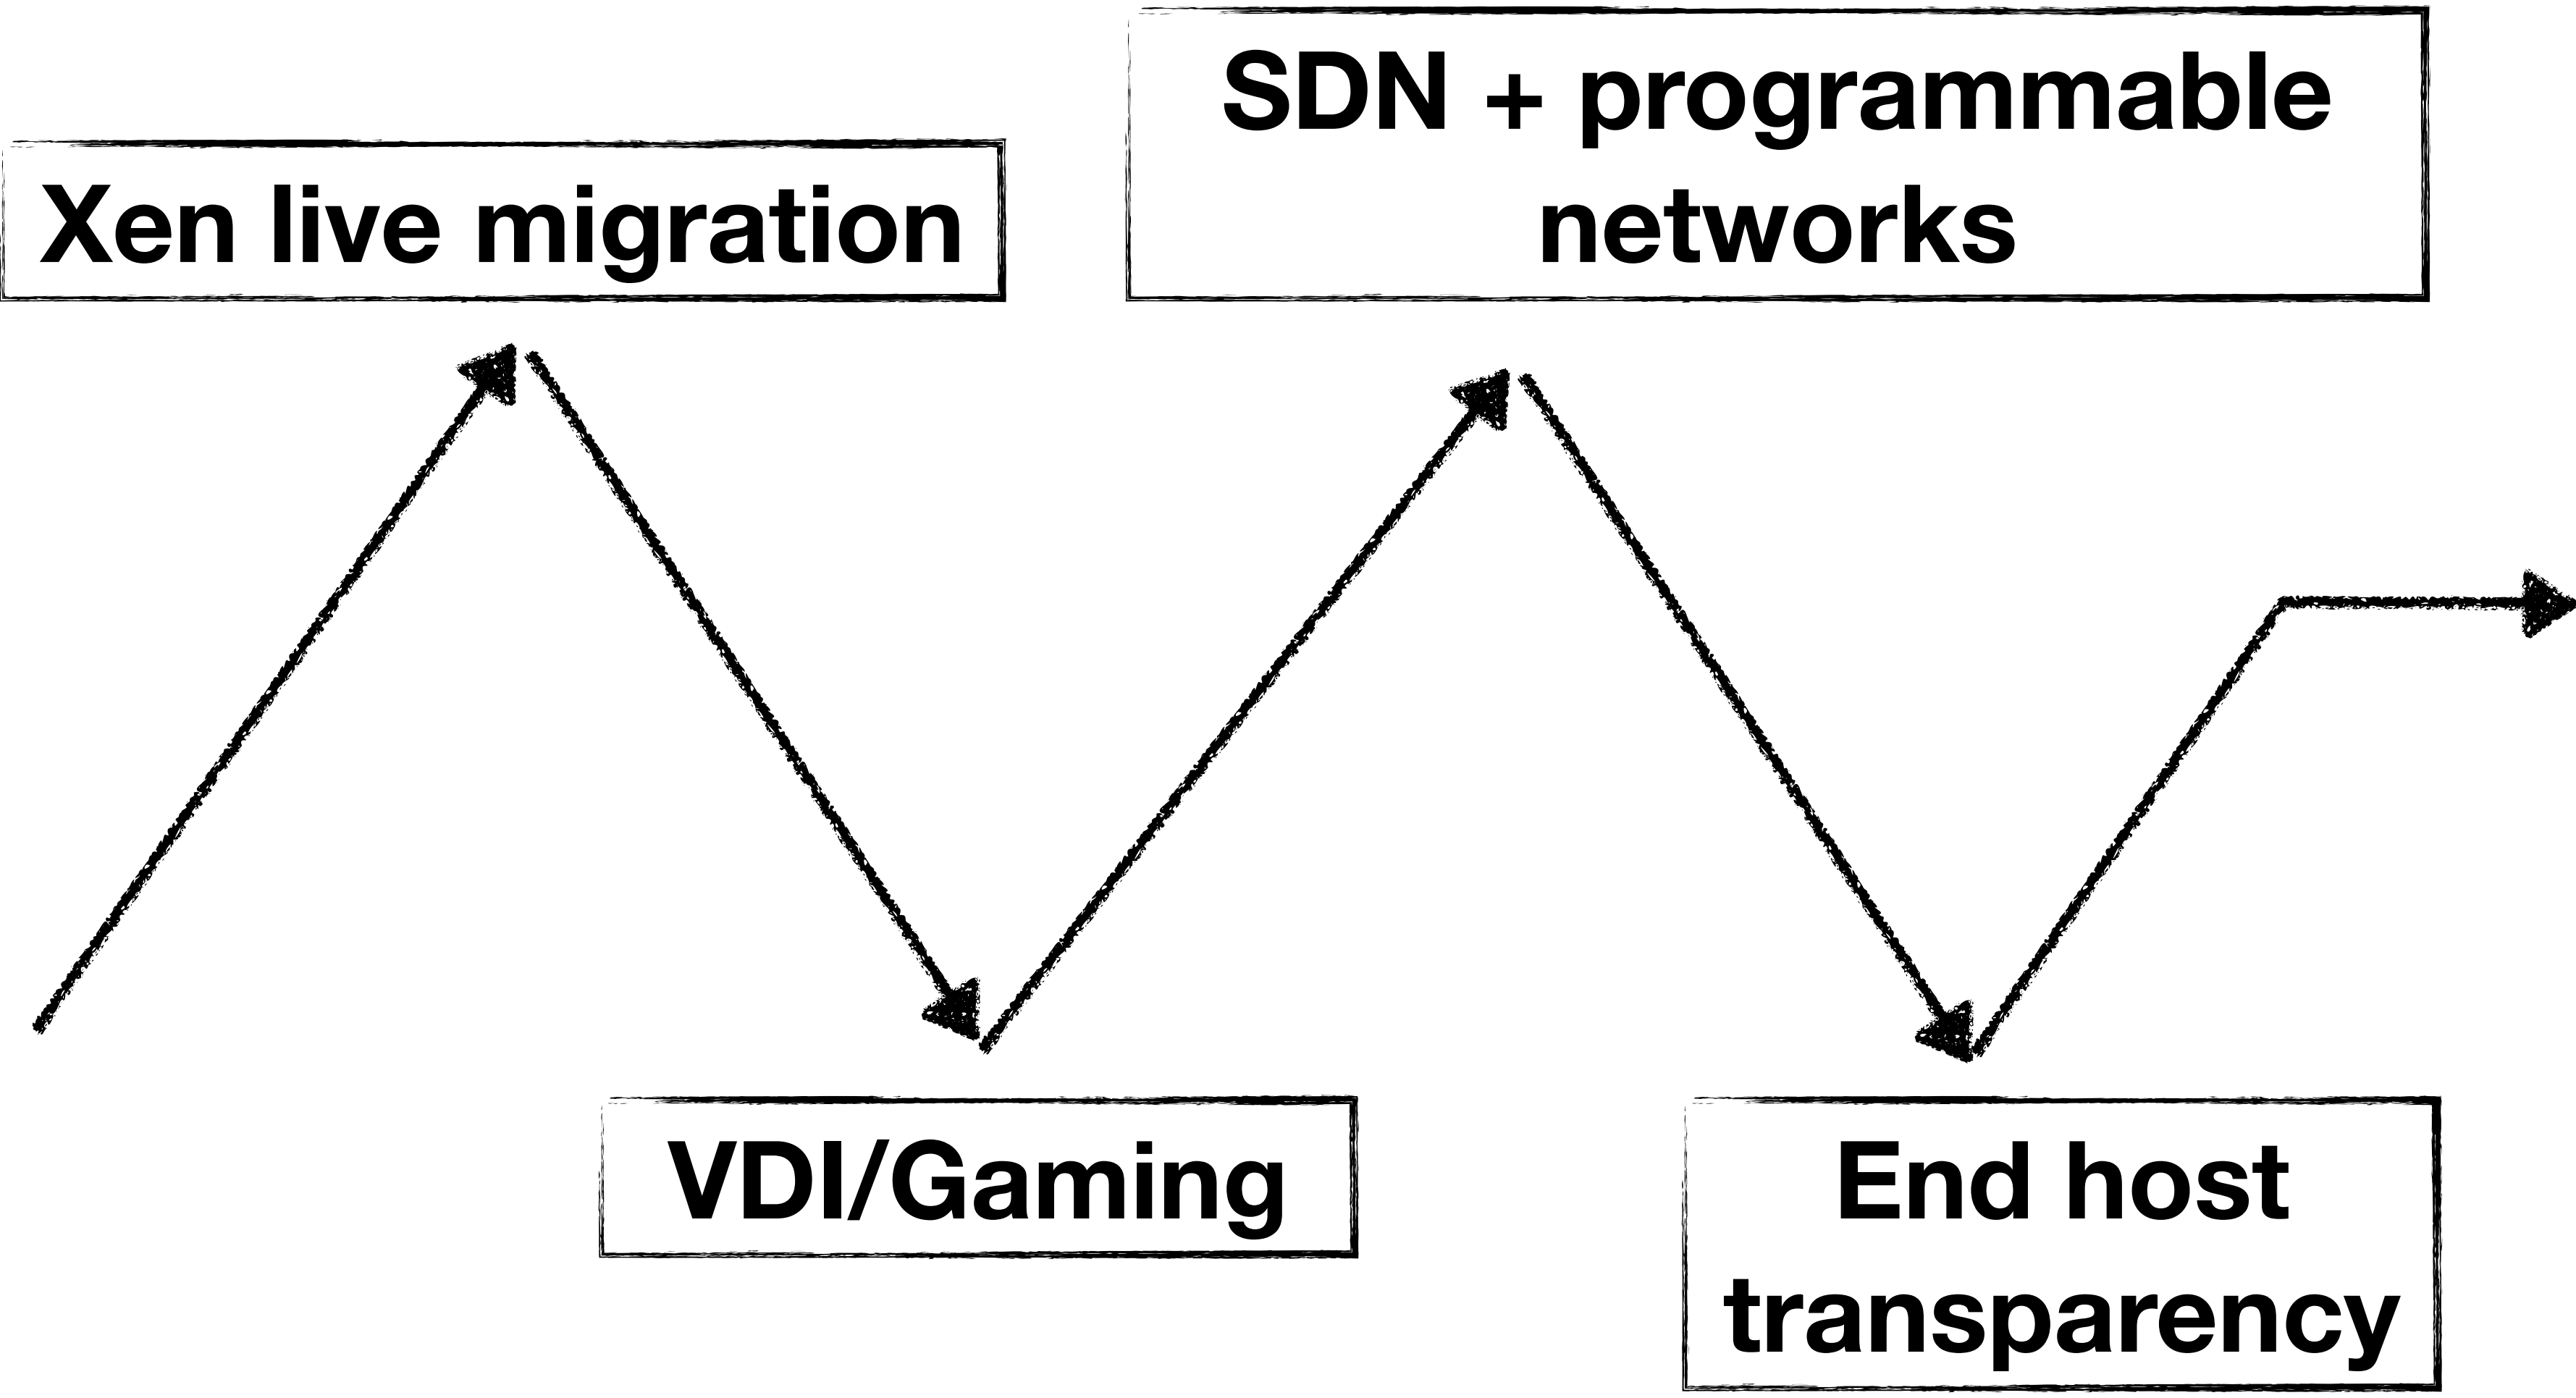 Xen live migration
SDN + programmable
networks
VDI/Gaming
End host
transparency